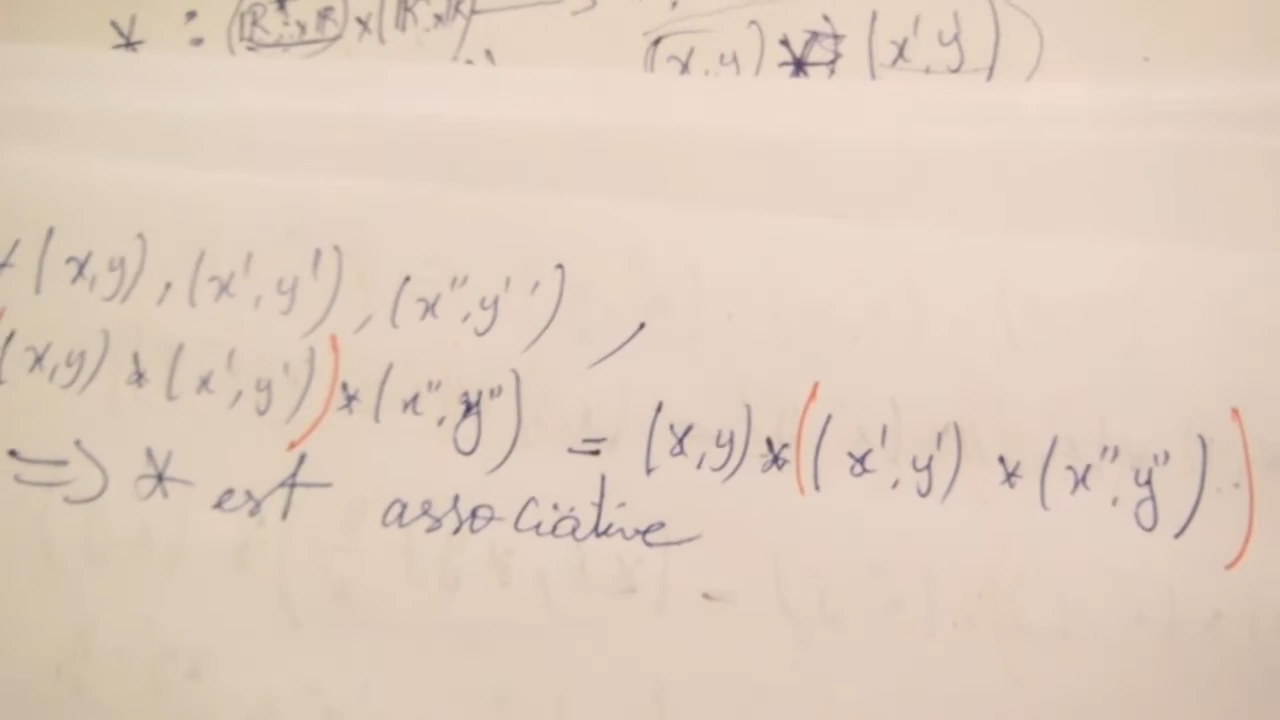 * : (ℝ*×ℝ)×(ℝ*×ℝ) (x,y) * (x',y')
(x,y), (x',y'), (x'',y''),
(x,y) * (x',y')) * (x'',y'') = (x,y) * ((x',y') * (x'',y''))
⇒ * est associative